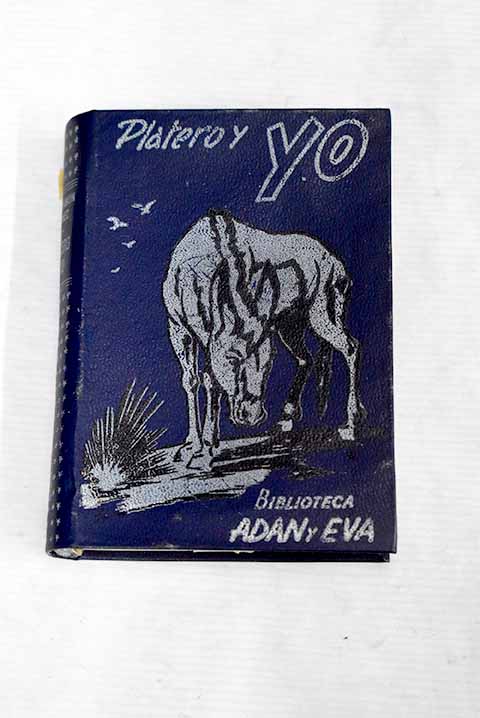 Platero y YO
BIBLIOTECA
ADAN Y EVA